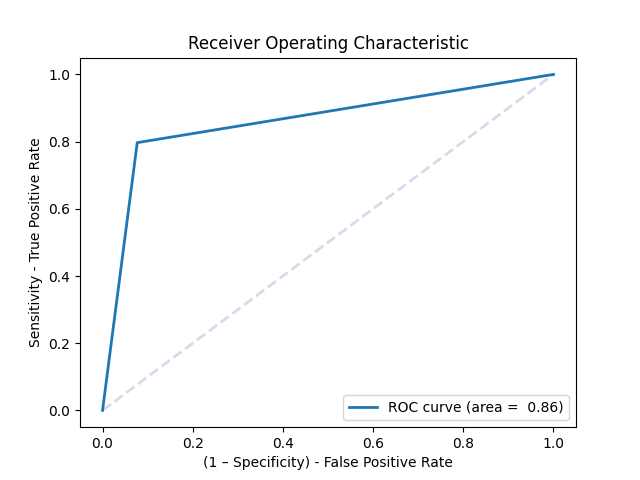 Receiver Operating Characteristic
Sensitivity - True Positive Rate
1.0
0.8
0.6
0.4
0.2
0.0
ROC curve (area =  0.86)
0.0 0.2 0.4 0.6 0.8 1.0
(1 – Specificity) - False Positive Rate